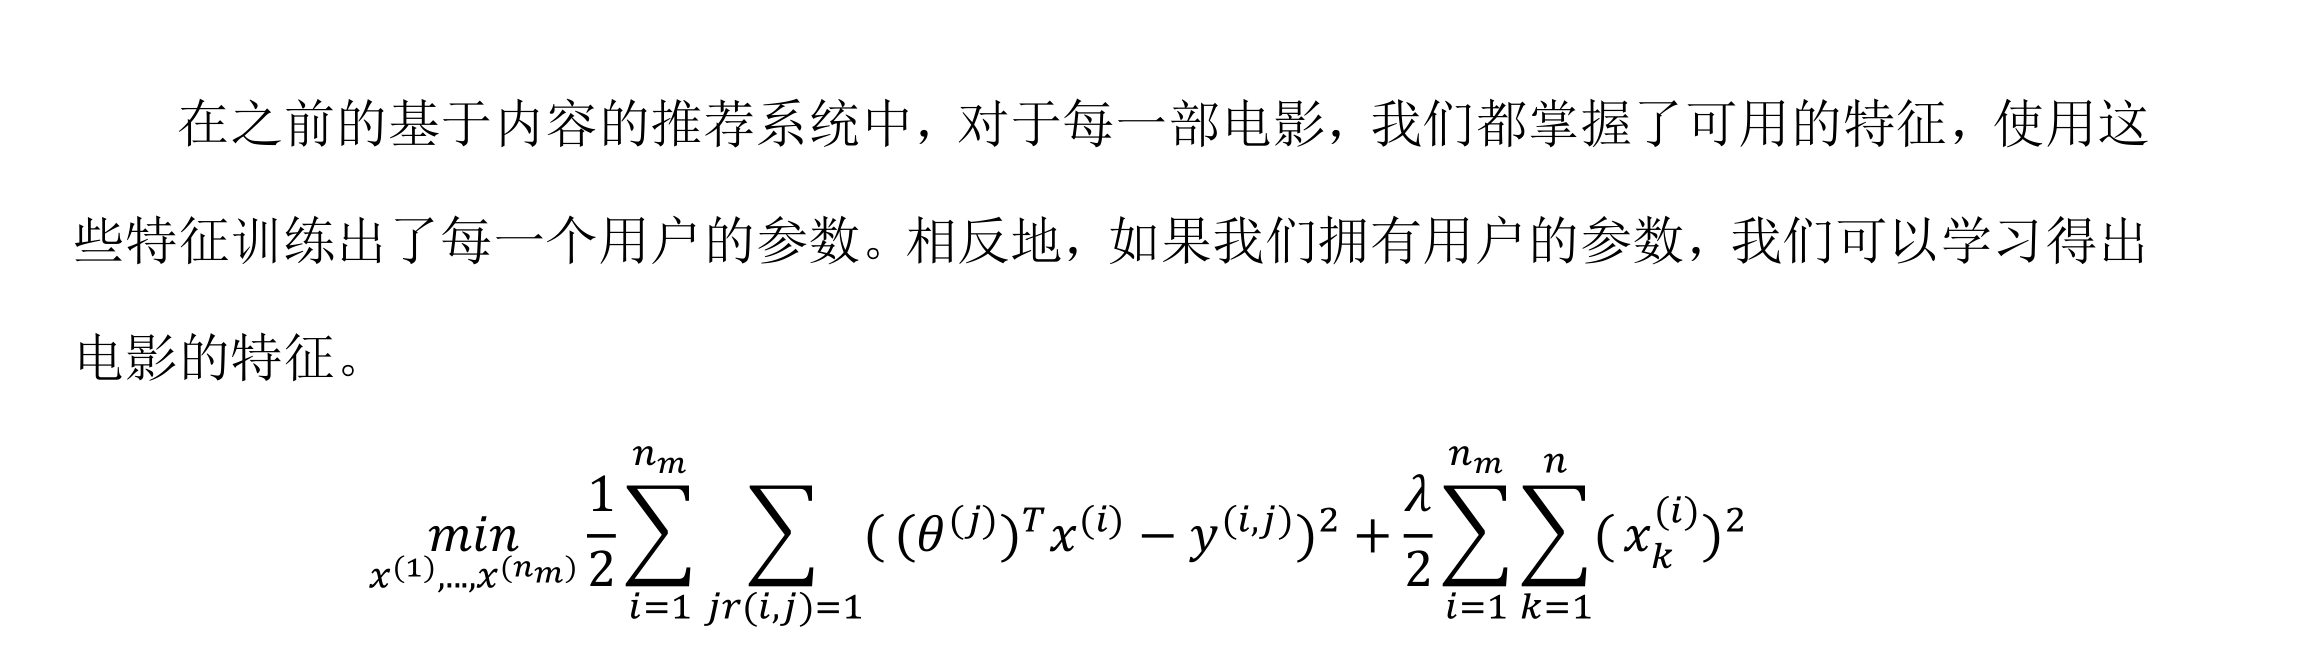 在之前的基于内容的推荐系统中，对于每一部电影，我们都掌握了可用的特征，使用这
些特征训练出了每一个用户的参数。相反地，如果我们拥有用户的参数，我们可以学习得出
电影的特征。
\min_{x^{(1)},...,x^{(n_m)}} \frac{1}{2} \sum_{i=1}^{n_m} \sum_{jr(i,j)=1} ((\theta^{(j)})^T x^{(i)} - y^{(i,j)})^2 + \frac{\lambda}{2} \sum_{i=1}^{n_m} \sum_{k=1}^{n} (x_k^{(i)})^2